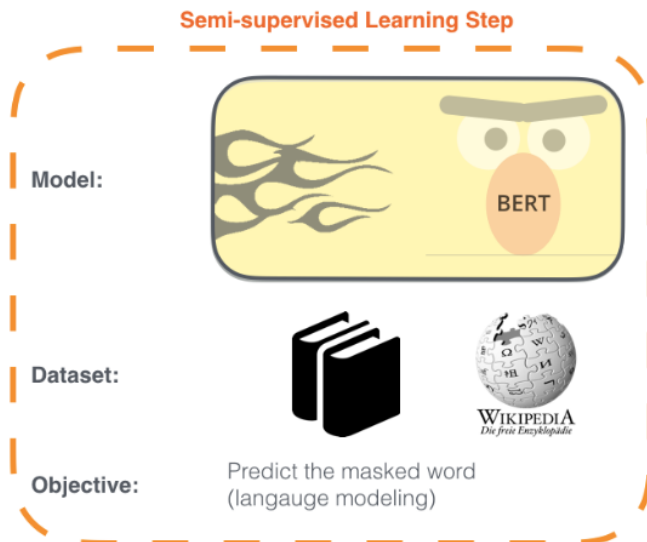 Semi-supervised Learning Step
Model:
BERT
Dataset:
WIKIPEDIA
Die freie Enzyklopädie
Objective:
Predict the masked word
(langauge modeling)